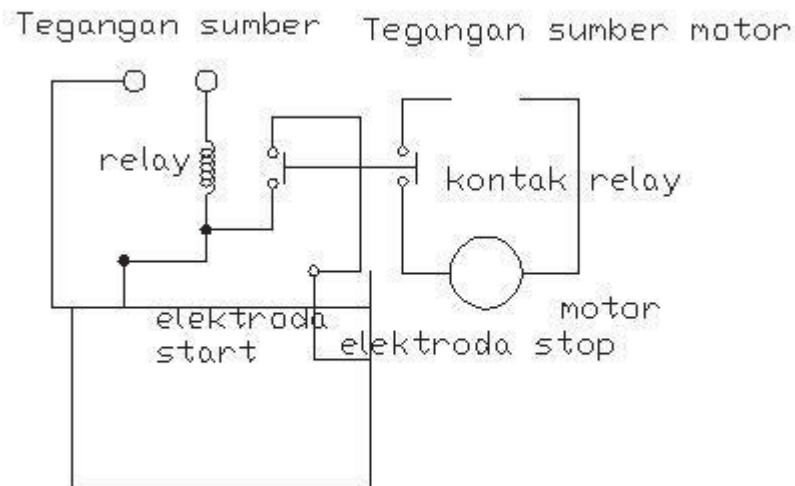 Tegangan sumber
Tegangan sumber motor
relay
kontak relay
elektroda
start
motor
elektroda stop